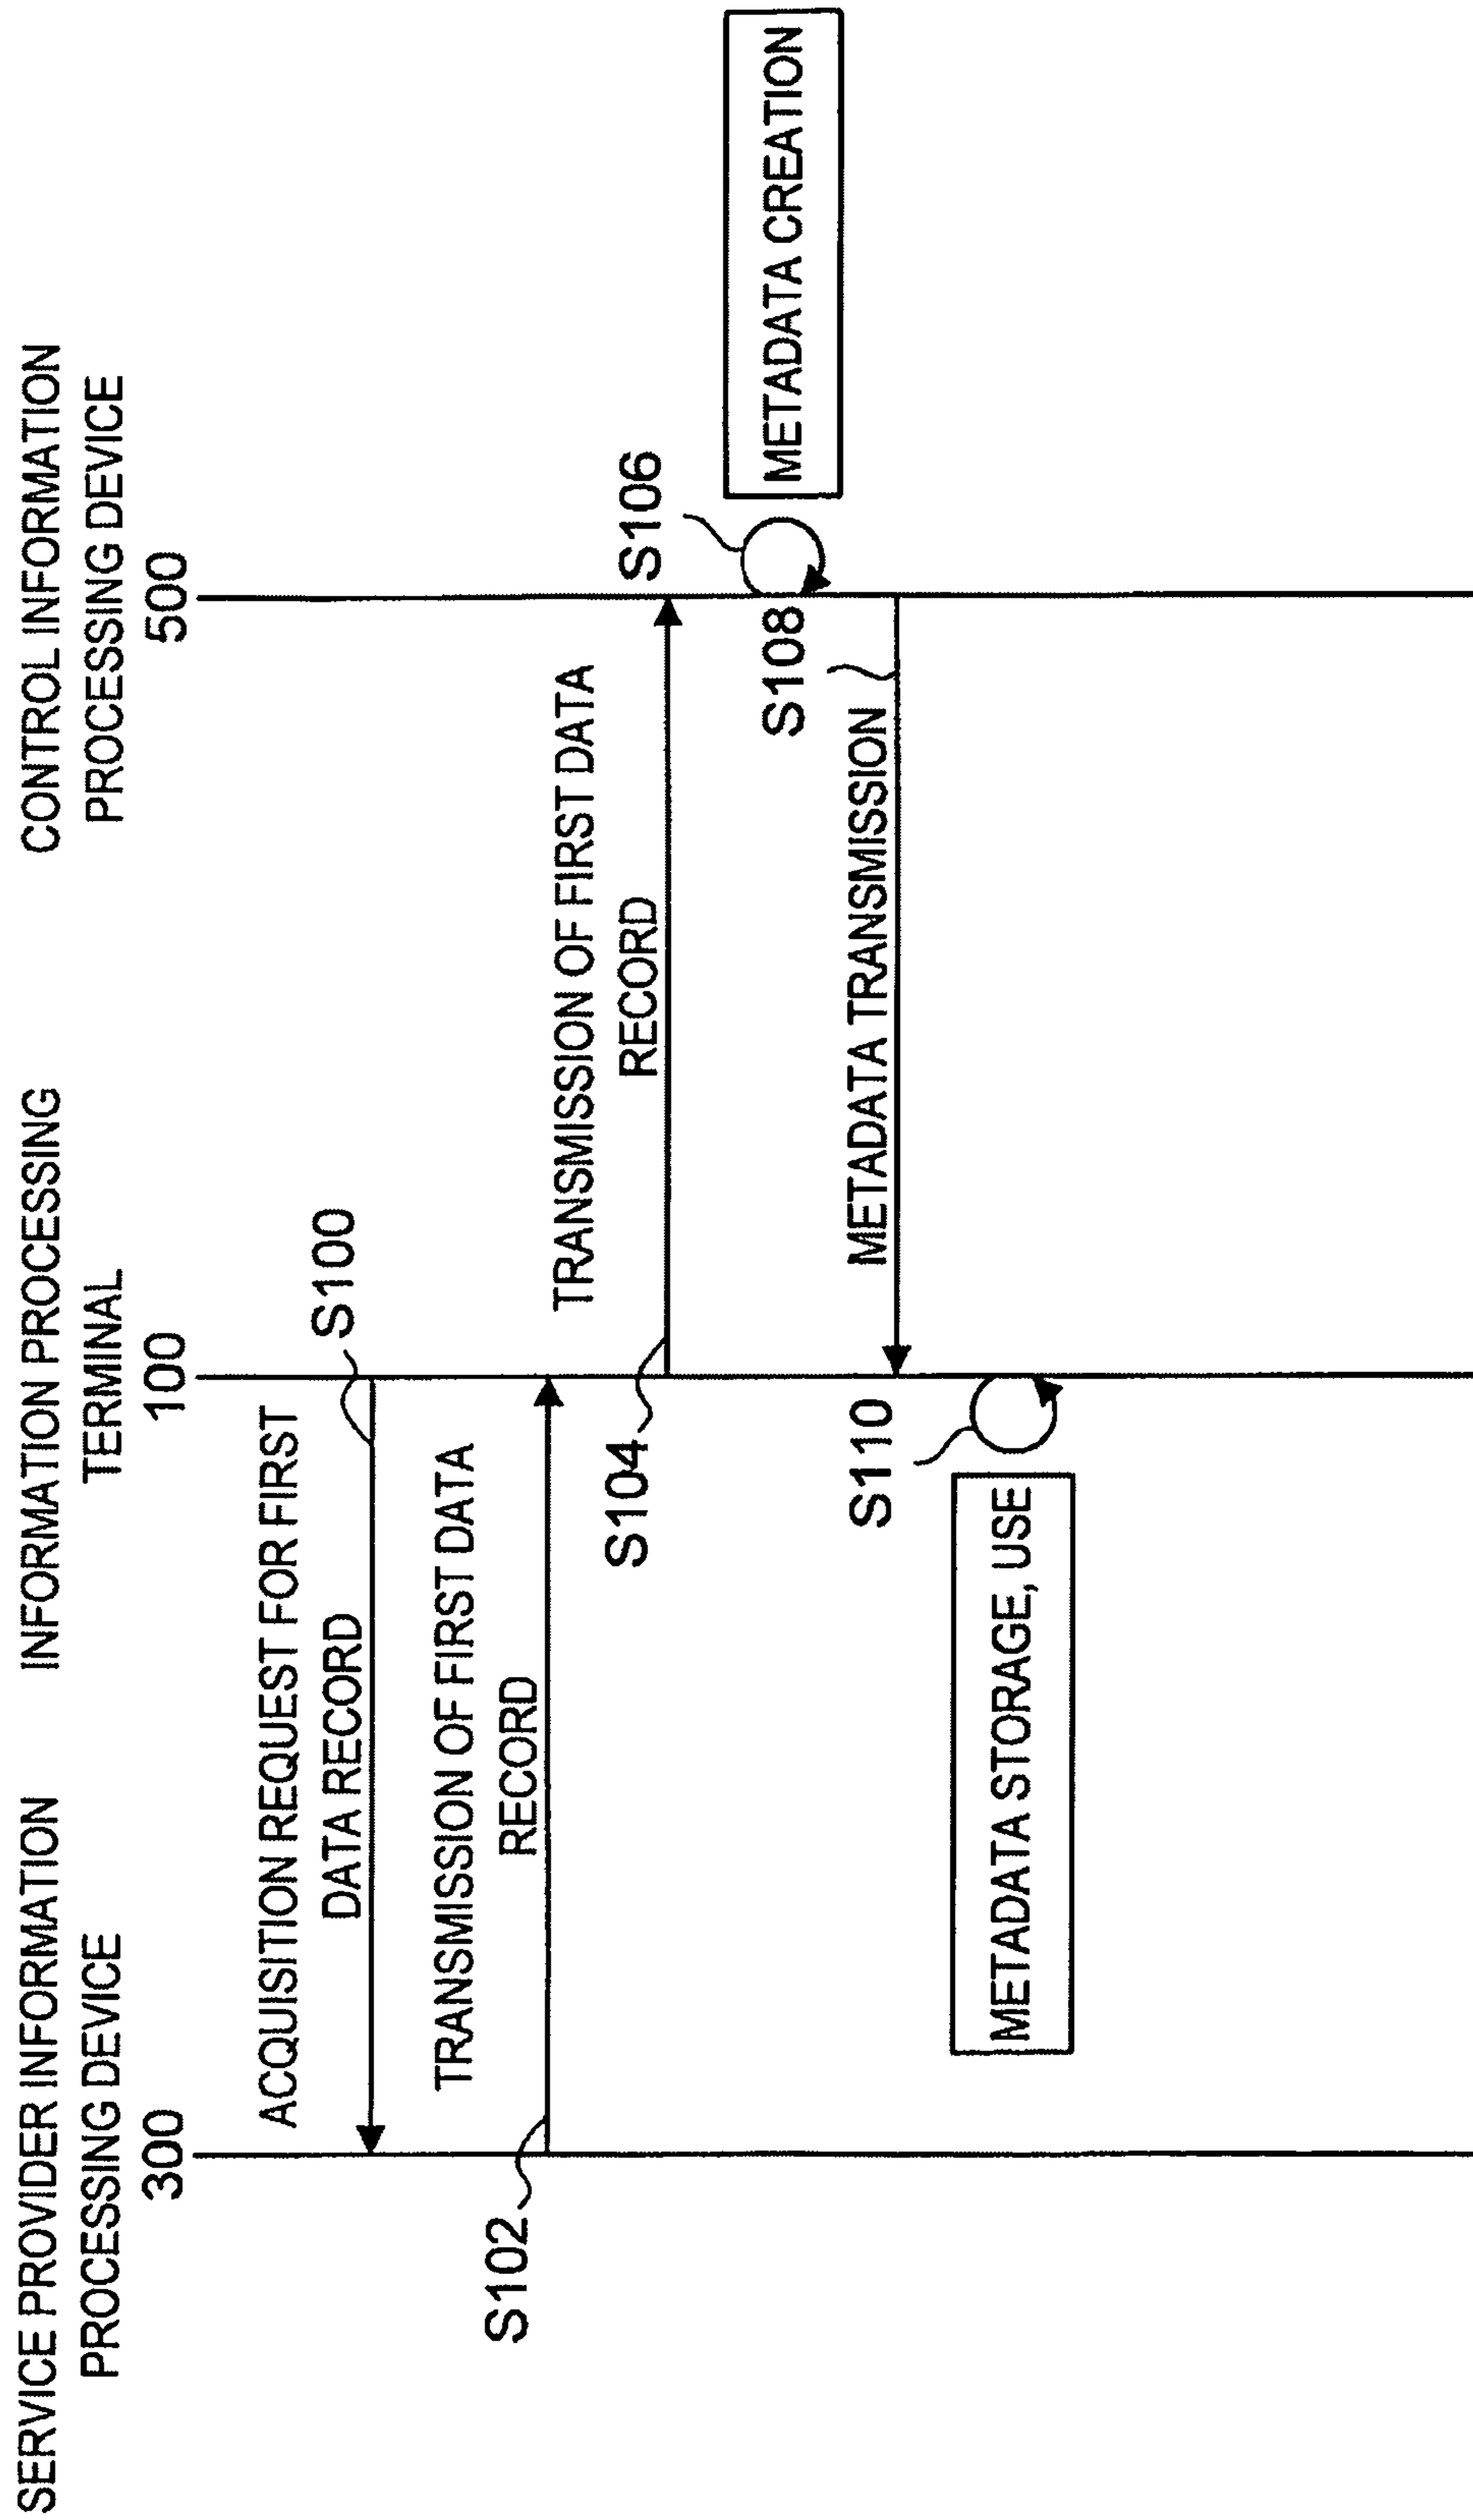 SERVICE PROVIDER INFORMATION
PROCESSING DEVICE
300
INFORMATION PROCESSING
TERMINAL
100
CONTROL INFORMATION
PROCESSING DEVICE
500
ACQUISITION REQUEST FOR FIRST
DATA RECORD
S100
TRANSMISSION OF FIRST DATA
RECORD
S102
TRANSMISSION OF FIRST DATA
RECORD
S104
S106
METADATA CREATION
S108
METADATA TRANSMISSION
S110
METADATA STORAGE, USE